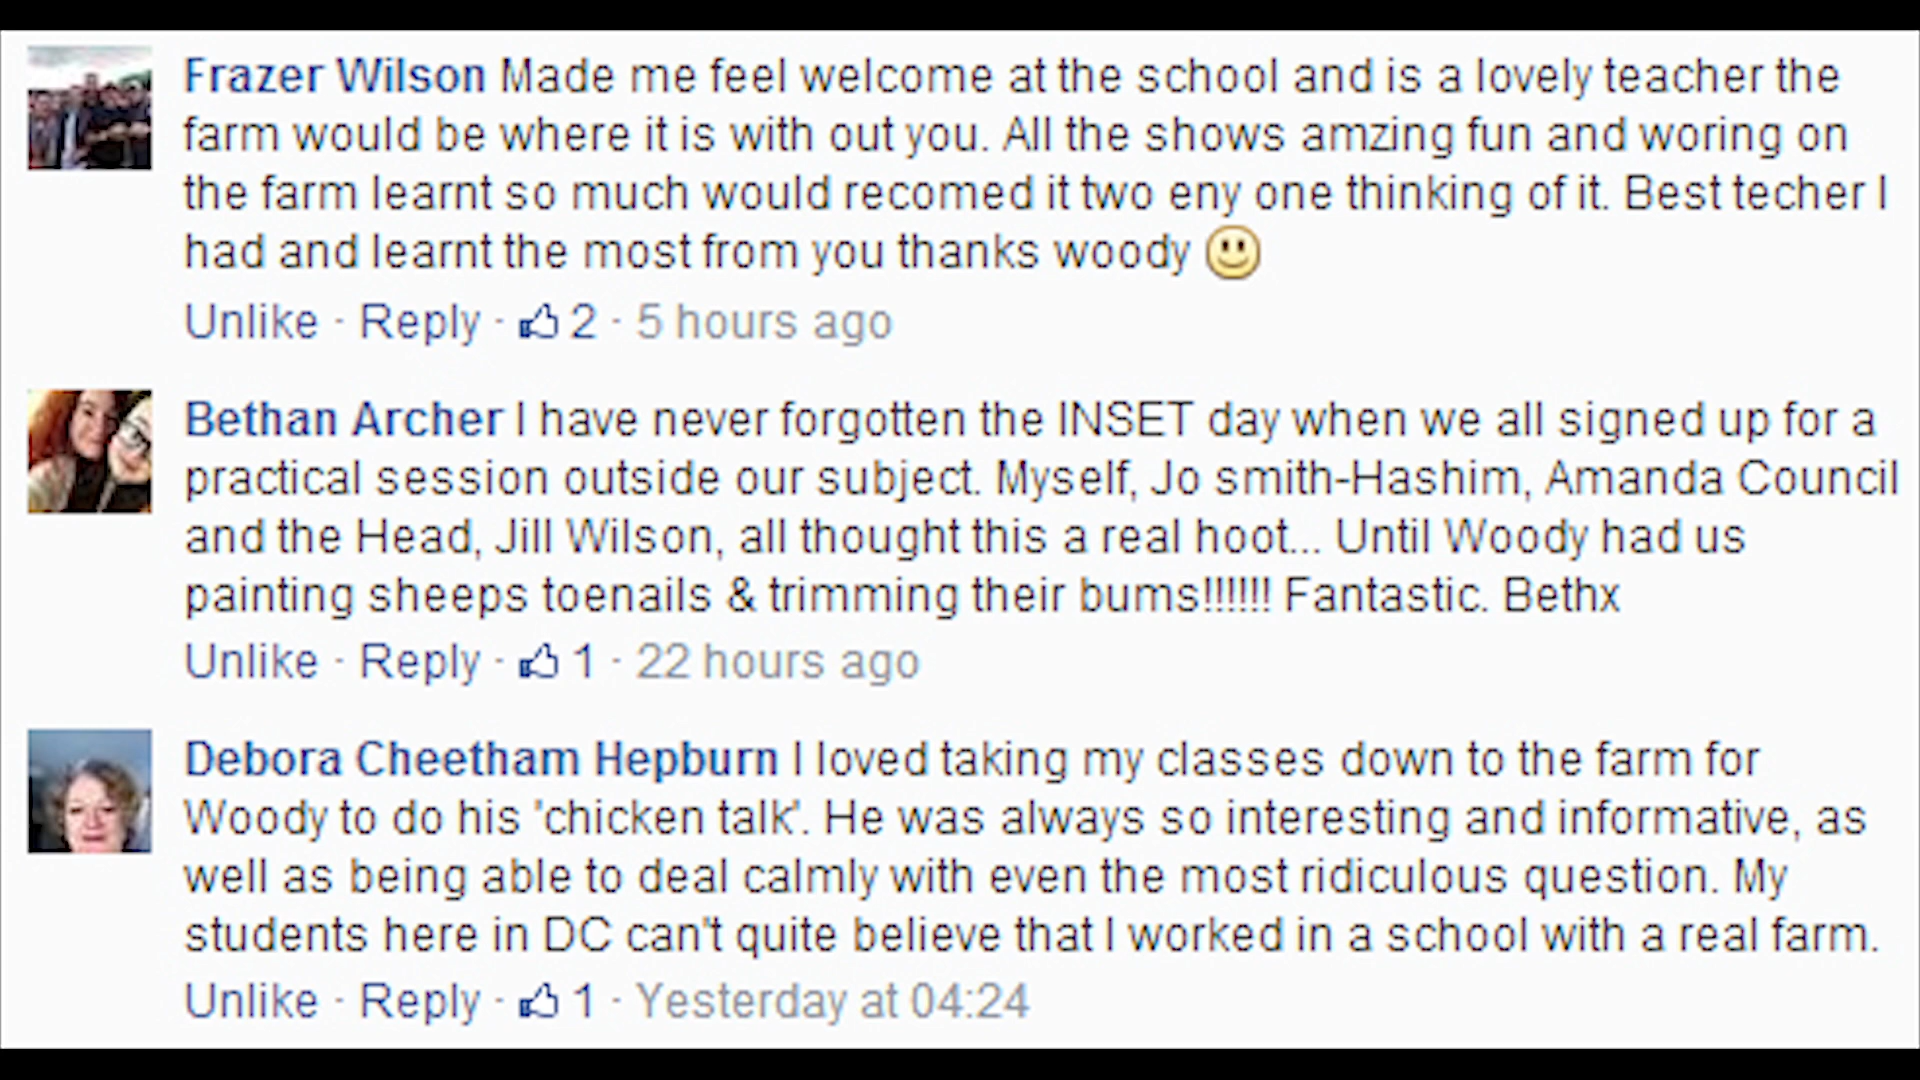 Frazer Wilson Made me feel welcome at the school and is a lovely teacher the
farm would be where it is with out you. All the shows amzing fun and woring on
the farm learnt so much would recomed it two eny one thinking of it. Best techer I
had and learnt the most from you thanks woody
Unlike · Reply · 2 · 5 hours ago
Bethan Archer I have never forgotten the INSET day when we all signed up for a
practical session outside our subject. Myself, Jo smith-Hashim, Amanda Council
and the Head, Jill Wilson, all thought this a real hoot... Until Woody had us
painting sheeps toenails & trimming their bums!!!!!! Fantastic. Bethx
Unlike · Reply · 1 · 22 hours ago
Debora Cheetham Hepburn I loved taking my classes down to the farm for
Woody to do his 'chicken talk'. He was always so interesting and informative, as
well as being able to deal calmly with even the most ridiculous question. My
students here in DC can't quite believe that I worked in a school with a real farm.
Unlike · Reply · 1 · Yesterday at 04:24